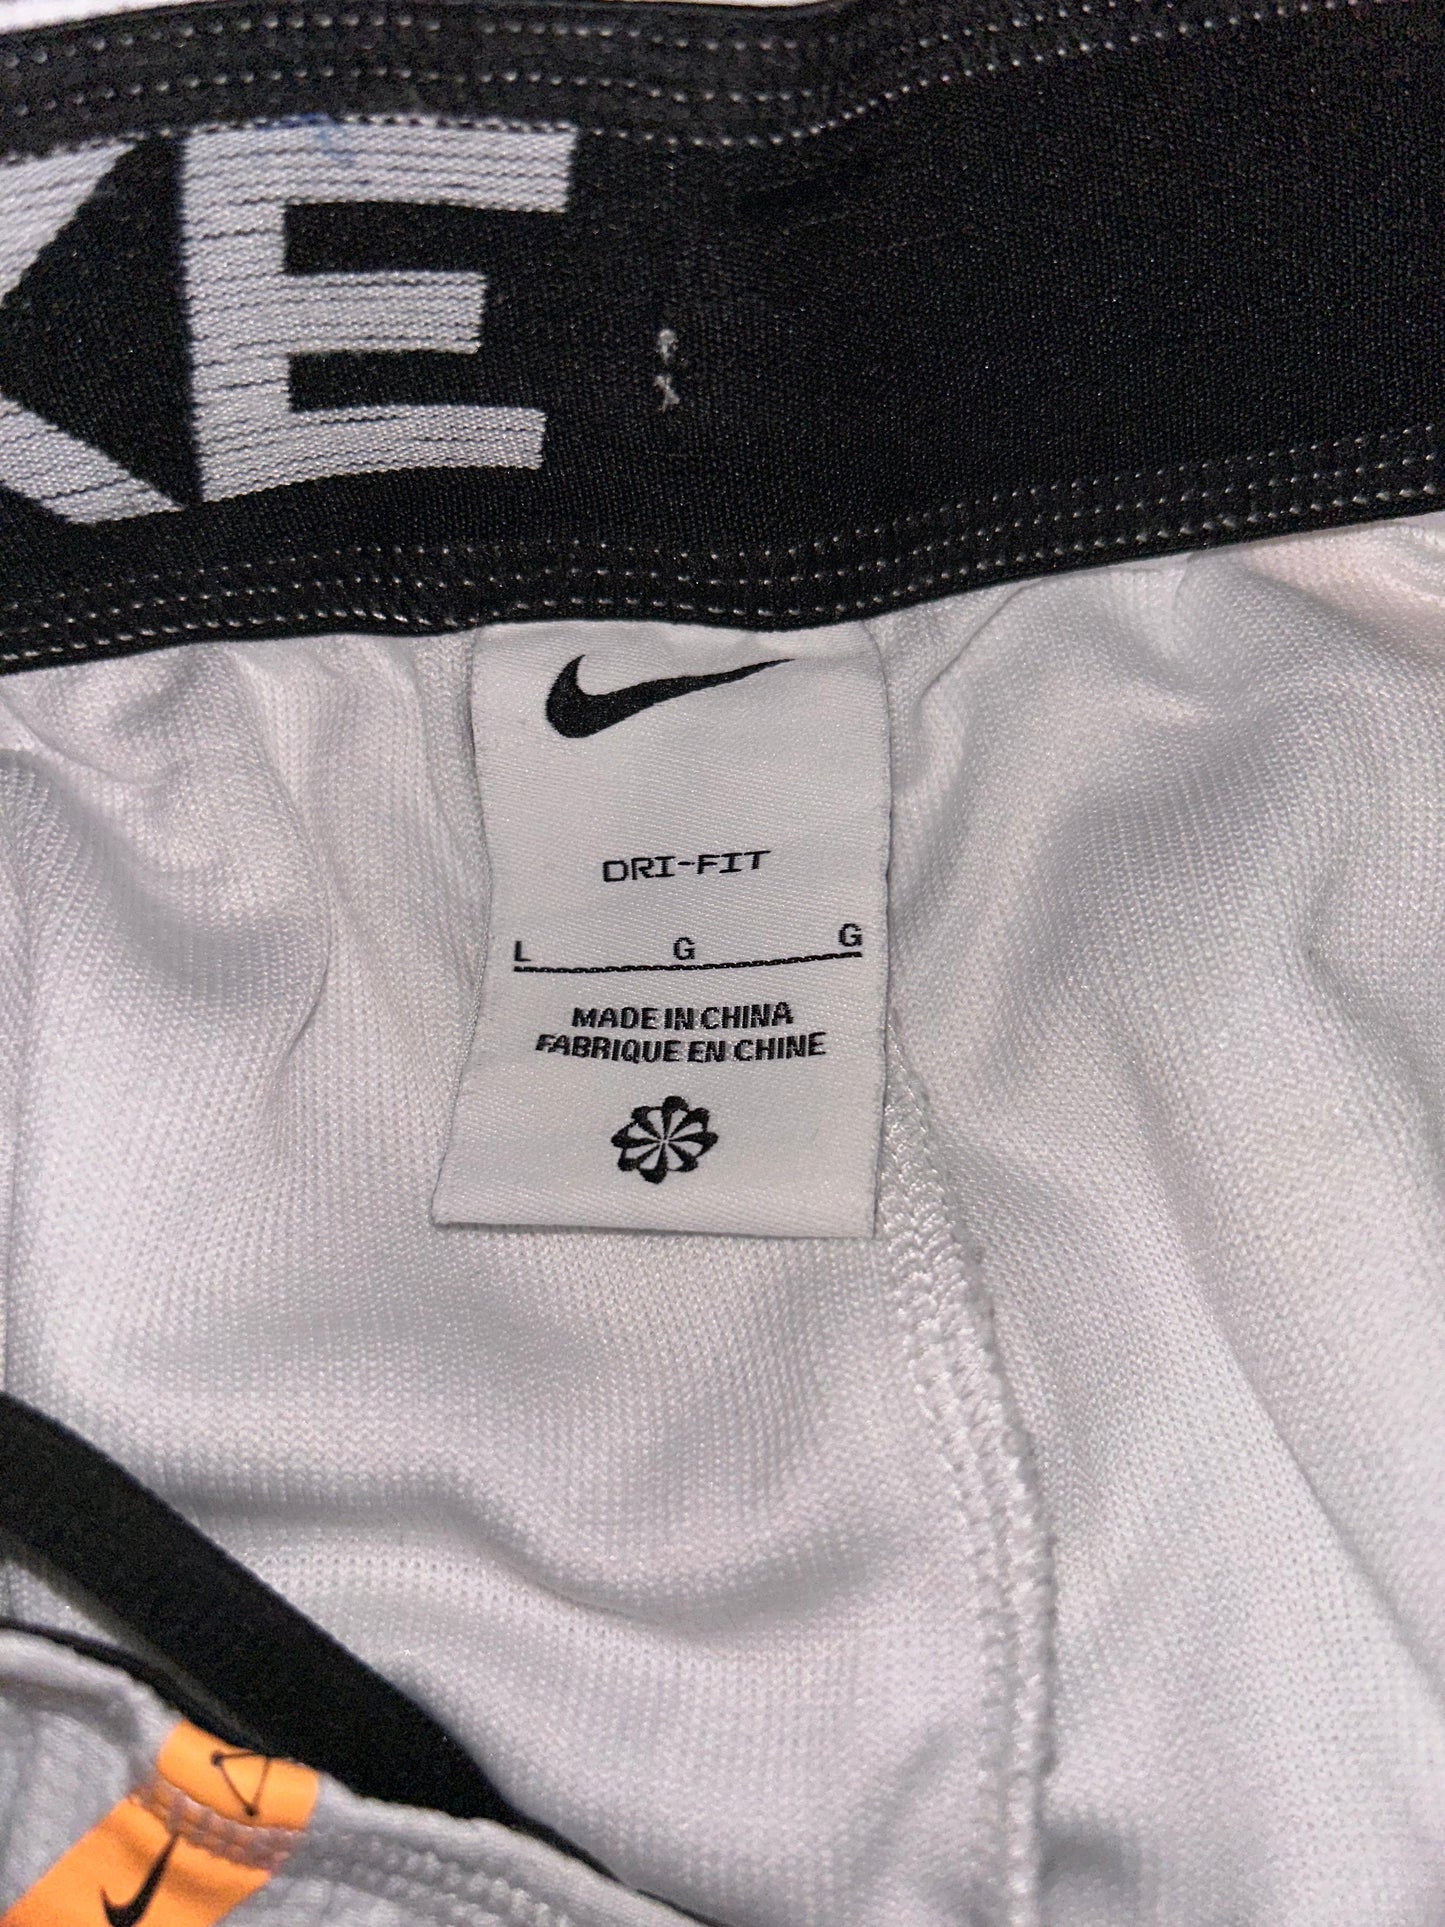 KE
DRI-FIT
L G G
MADE IN CHINA
FABRIQUE EN CHINE